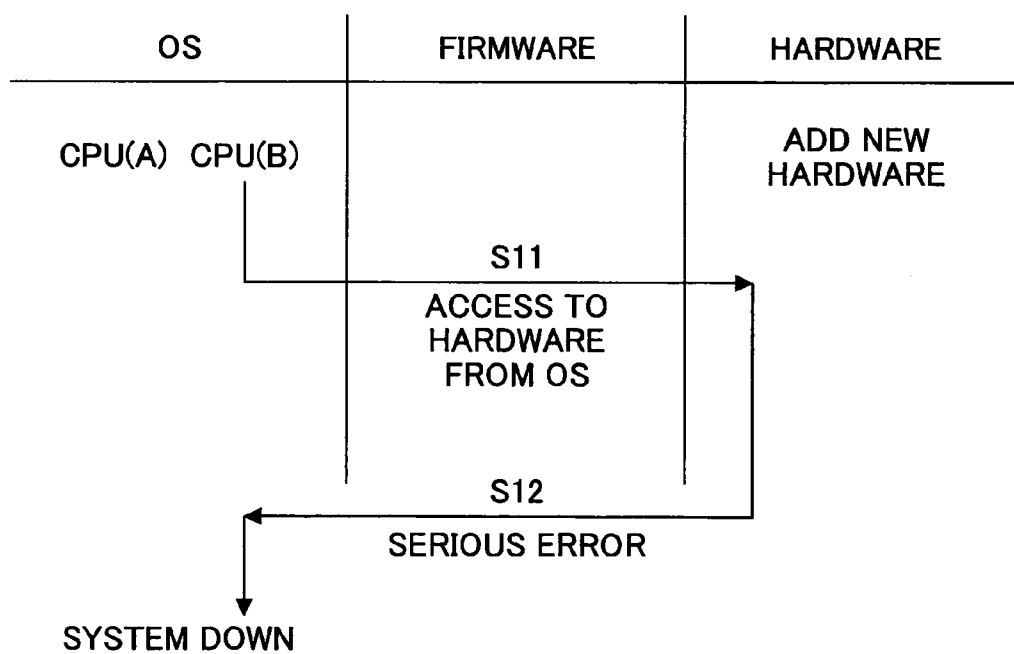 OS
FIRMWARE
HARDWARE
CPU(A) CPU(B)
ADD NEW
HARDWARE
S11
ACCESS TO
HARDWARE
FROM OS
S12
SERIOUS ERROR
SYSTEM DOWN